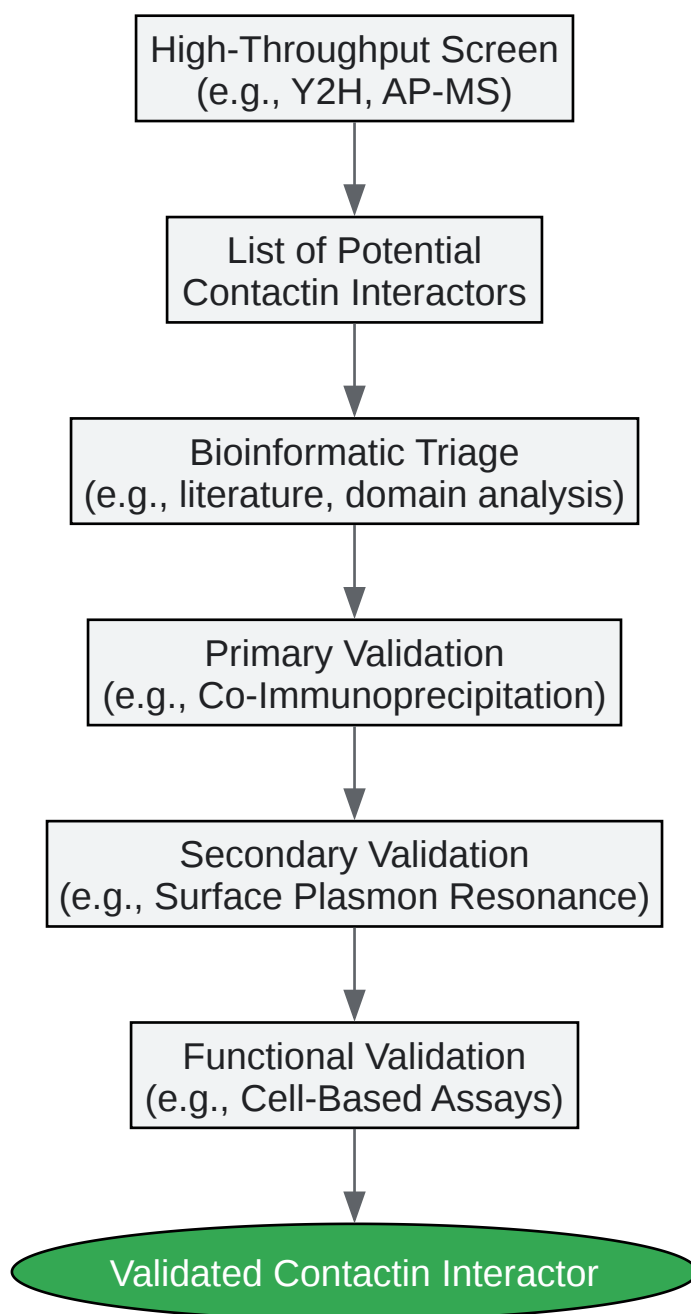 High-Throughput Screen
(e.g., Y2H, AP-MS)
List of Potential
Contactin Interactors
Bioinformatic Triage
(e.g., literature, domain analysis)
Primary Validation
(e.g., Co-Immunoprecipitation)
Secondary Validation
(e.g., Surface Plasmon Resonance)
Functional Validation
(e.g., Cell-Based Assays)
Validated Contactin Interactor